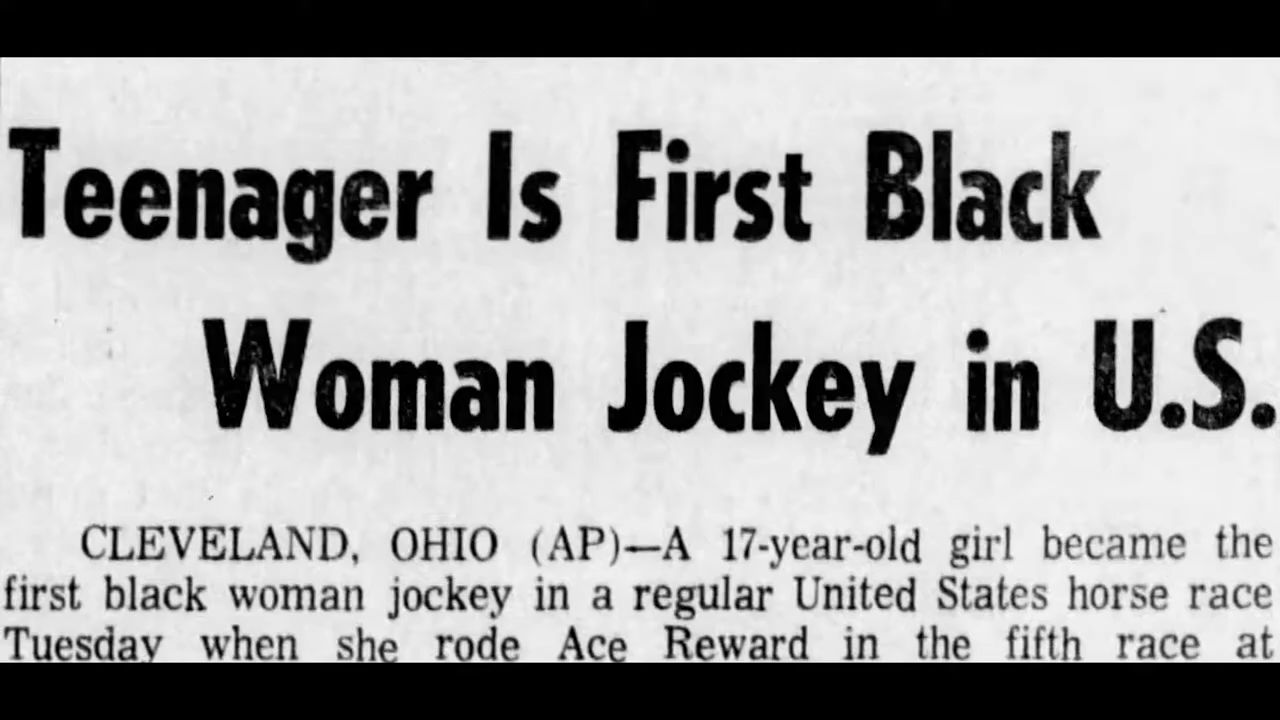 Teenager Is First Black
Woman Jockey in U.S.
CLEVELAND, OHIO (AP)—A 17-year-old girl became the
first black woman jockey in a regular United States horse race
Tuesday when she rode Ace Reward in the fifth race at